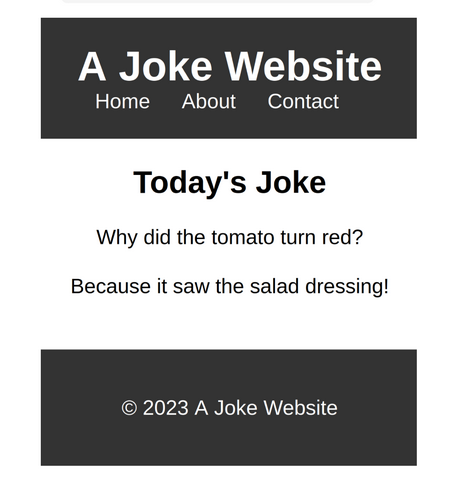 A Joke Website
Home About Contact
Today's Joke
Why did the tomato turn red?
Because it saw the salad dressing!
© 2023 A Joke Website